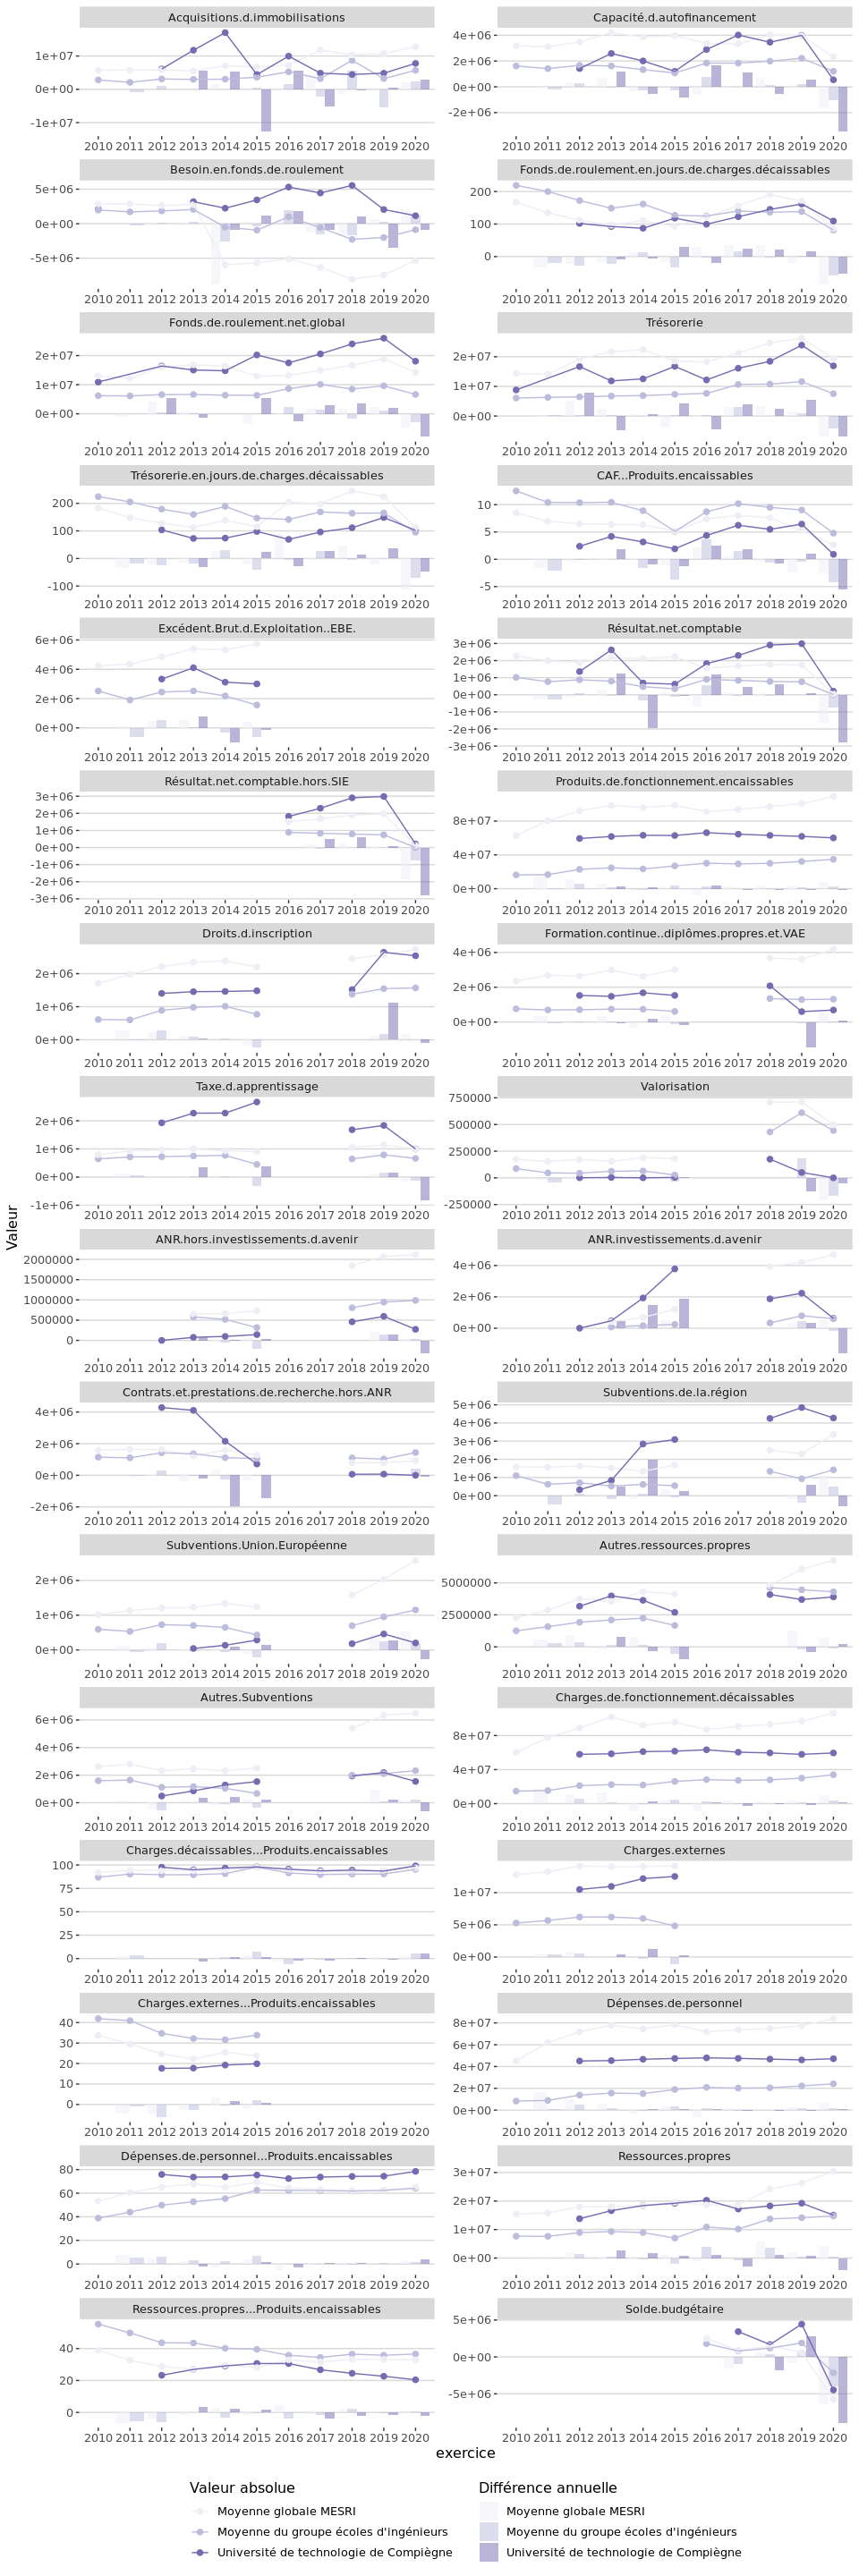 Acquisitions.d.immobilisations
1e+07
0e+00
-1e+07
2010 2011 2012 2013 2014 2015 2016 2017 2018 2019 2020
Capacité.d.autofinancement
4e+06
2e+06
0e+00
-2e+06
2010 2011 2012 2013 2014 2015 2016 2017 2018 2019 2020
Besoin.en.fonds.de.roulement
5e+06
0e+00
-5e+06
2010 2011 2012 2013 2014 2015 2016 2017 2018 2019 2020
Fonds.de.roulement.en.jours.de.charges.décaissables
200
100
0
2010 2011 2012 2013 2014 2015 2016 2017 2018 2019 2020
Fonds.de.roulement.net.global
2e+07
1e+07
0e+00
2010 2011 2012 2013 2014 2015 2016 2017 2018 2019 2020
Trésorerie
2e+07
1e+07
0e+00
2010 2011 2012 2013 2014 2015 2016 2017 2018 2019 2020
Trésorerie.en.jours.de.charges.décaissables
200
100
0
-100
2010 2011 2012 2013 2014 2015 2016 2017 2018 2019 2020
CAF...Produits.encaissables
10
5
0
-5
2010 2011 2012 2013 2014 2015 2016 2017 2018 2019 2020
Excédent.Brut.d.Exploitation..EBE.
6e+06
4e+06
2e+06
0e+00
2010 2011 2012 2013 2014 2015 2016 2017 2018 2019 2020
Résultat.net.comptable
3e+06
2e+06
1e+06
0e+00
-1e+06
-2e+06
-3e+06
2010 2011 2012 2013 2014 2015 2016 2017 2018 2019 2020
Résultat.net.comptable.hors.SIE
3e+06
2e+06
1e+06
0e+00
-1e+06
-2e+06
-3e+06
2010 2011 2012 2013 2014 2015 2016 2017 2018 2019 2020
Produits.de.fonctionnement.encaissables
8e+07
4e+07
0e+00
2010 2011 2012 2013 2014 2015 2016 2017 2018 2019 2020
Droits.d.inscription
2e+06
1e+06
0e+00
2010 2011 2012 2013 2014 2015 2016 2017 2018 2019 2020
Formation.continue..diplômes.propres.et.VAE
4e+06
2e+06
0e+00
2010 2011 2012 2013 2014 2015 2016 2017 2018 2019 2020
Taxe.d.apprentissage
2e+06
1e+06
0e+00
-1e+06
2010 2011 2012 2013 2014 2015 2016 2017 2018 2019 2020
Valorisation
750000
500000
250000
0
-250000
2010 2011 2012 2013 2014 2015 2016 2017 2018 2019 2020
Valeur
ANR.hors.investissements.d.avenir
2000000
1500000
1000000
500000
0
2010 2011 2012 2013 2014 2015 2016 2017 2018 2019 2020
ANR.investissements.d.avenir
4e+06
2e+06
0e+00
2010 2011 2012 2013 2014 2015 2016 2017 2018 2019 2020
Contrats.et.prestations.de.recherche.hors.ANR
4e+06
2e+06
0e+00
-2e+06
2010 2011 2012 2013 2014 2015 2016 2017 2018 2019 2020
Subventions.de.la.région
5e+06
4e+06
3e+06
2e+06
1e+06
0e+00
2010 2011 2012 2013 2014 2015 2016 2017 2018 2019 2020
Subventions.Union.Européenne
2e+06
1e+06
0e+00
2010 2011 2012 2013 2014 2015 2016 2017 2018 2019 2020
Autres.ressources.propres
5000000
2500000
0
2010 2011 2012 2013 2014 2015 2016 2017 2018 2019 2020
Autres.Subventions
6e+06
4e+06
2e+06
0e+00
2010 2011 2012 2013 2014 2015 2016 2017 2018 2019 2020
Charges.de.fonctionnement.décaissables
8e+07
4e+07
0e+00
2010 2011 2012 2013 2014 2015 2016 2017 2018 2019 2020
Charges.décaissables...Produits.encaissables
100
75
50
25
0
2010 2011 2012 2013 2014 2015 2016 2017 2018 2019 2020
Charges.externes
1e+07
5e+06
0e+00
2010 2011 2012 2013 2014 2015 2016 2017 2018 2019 2020
Charges.externes...Produits.encaissables
40
30
20
10
0
2010 2011 2012 2013 2014 2015 2016 2017 2018 2019 2020
Dépenses.de.personnel
8e+07
6e+07
4e+07
2e+07
0e+00
2010 2011 2012 2013 2014 2015 2016 2017 2018 2019 2020
Dépenses.de.personnel...Produits.encaissables
80
60
40
20
0
2010 2011 2012 2013 2014 2015 2016 2017 2018 2019 2020
Ressources.propres
3e+07
2e+07
1e+07
0e+00
2010 2011 2012 2013 2014 2015 2016 2017 2018 2019 2020
Ressources.propres...Produits.encaissables
40
20
0
2010 2011 2012 2013 2014 2015 2016 2017 2018 2019 2020
Solde.budgétaire
5e+06
0e+00
-5e+06
2010 2011 2012 2013 2014 2015 2016 2017 2018 2019 2020
exercice
Valeur absolue
Moyenne globale MESRI
Moyenne du groupe écoles d'ingénieurs
Université de technologie de Compiègne
Différence annuelle
Moyenne globale MESRI
Moyenne du groupe écoles d'ingénieurs
Université de technologie de Compiègne